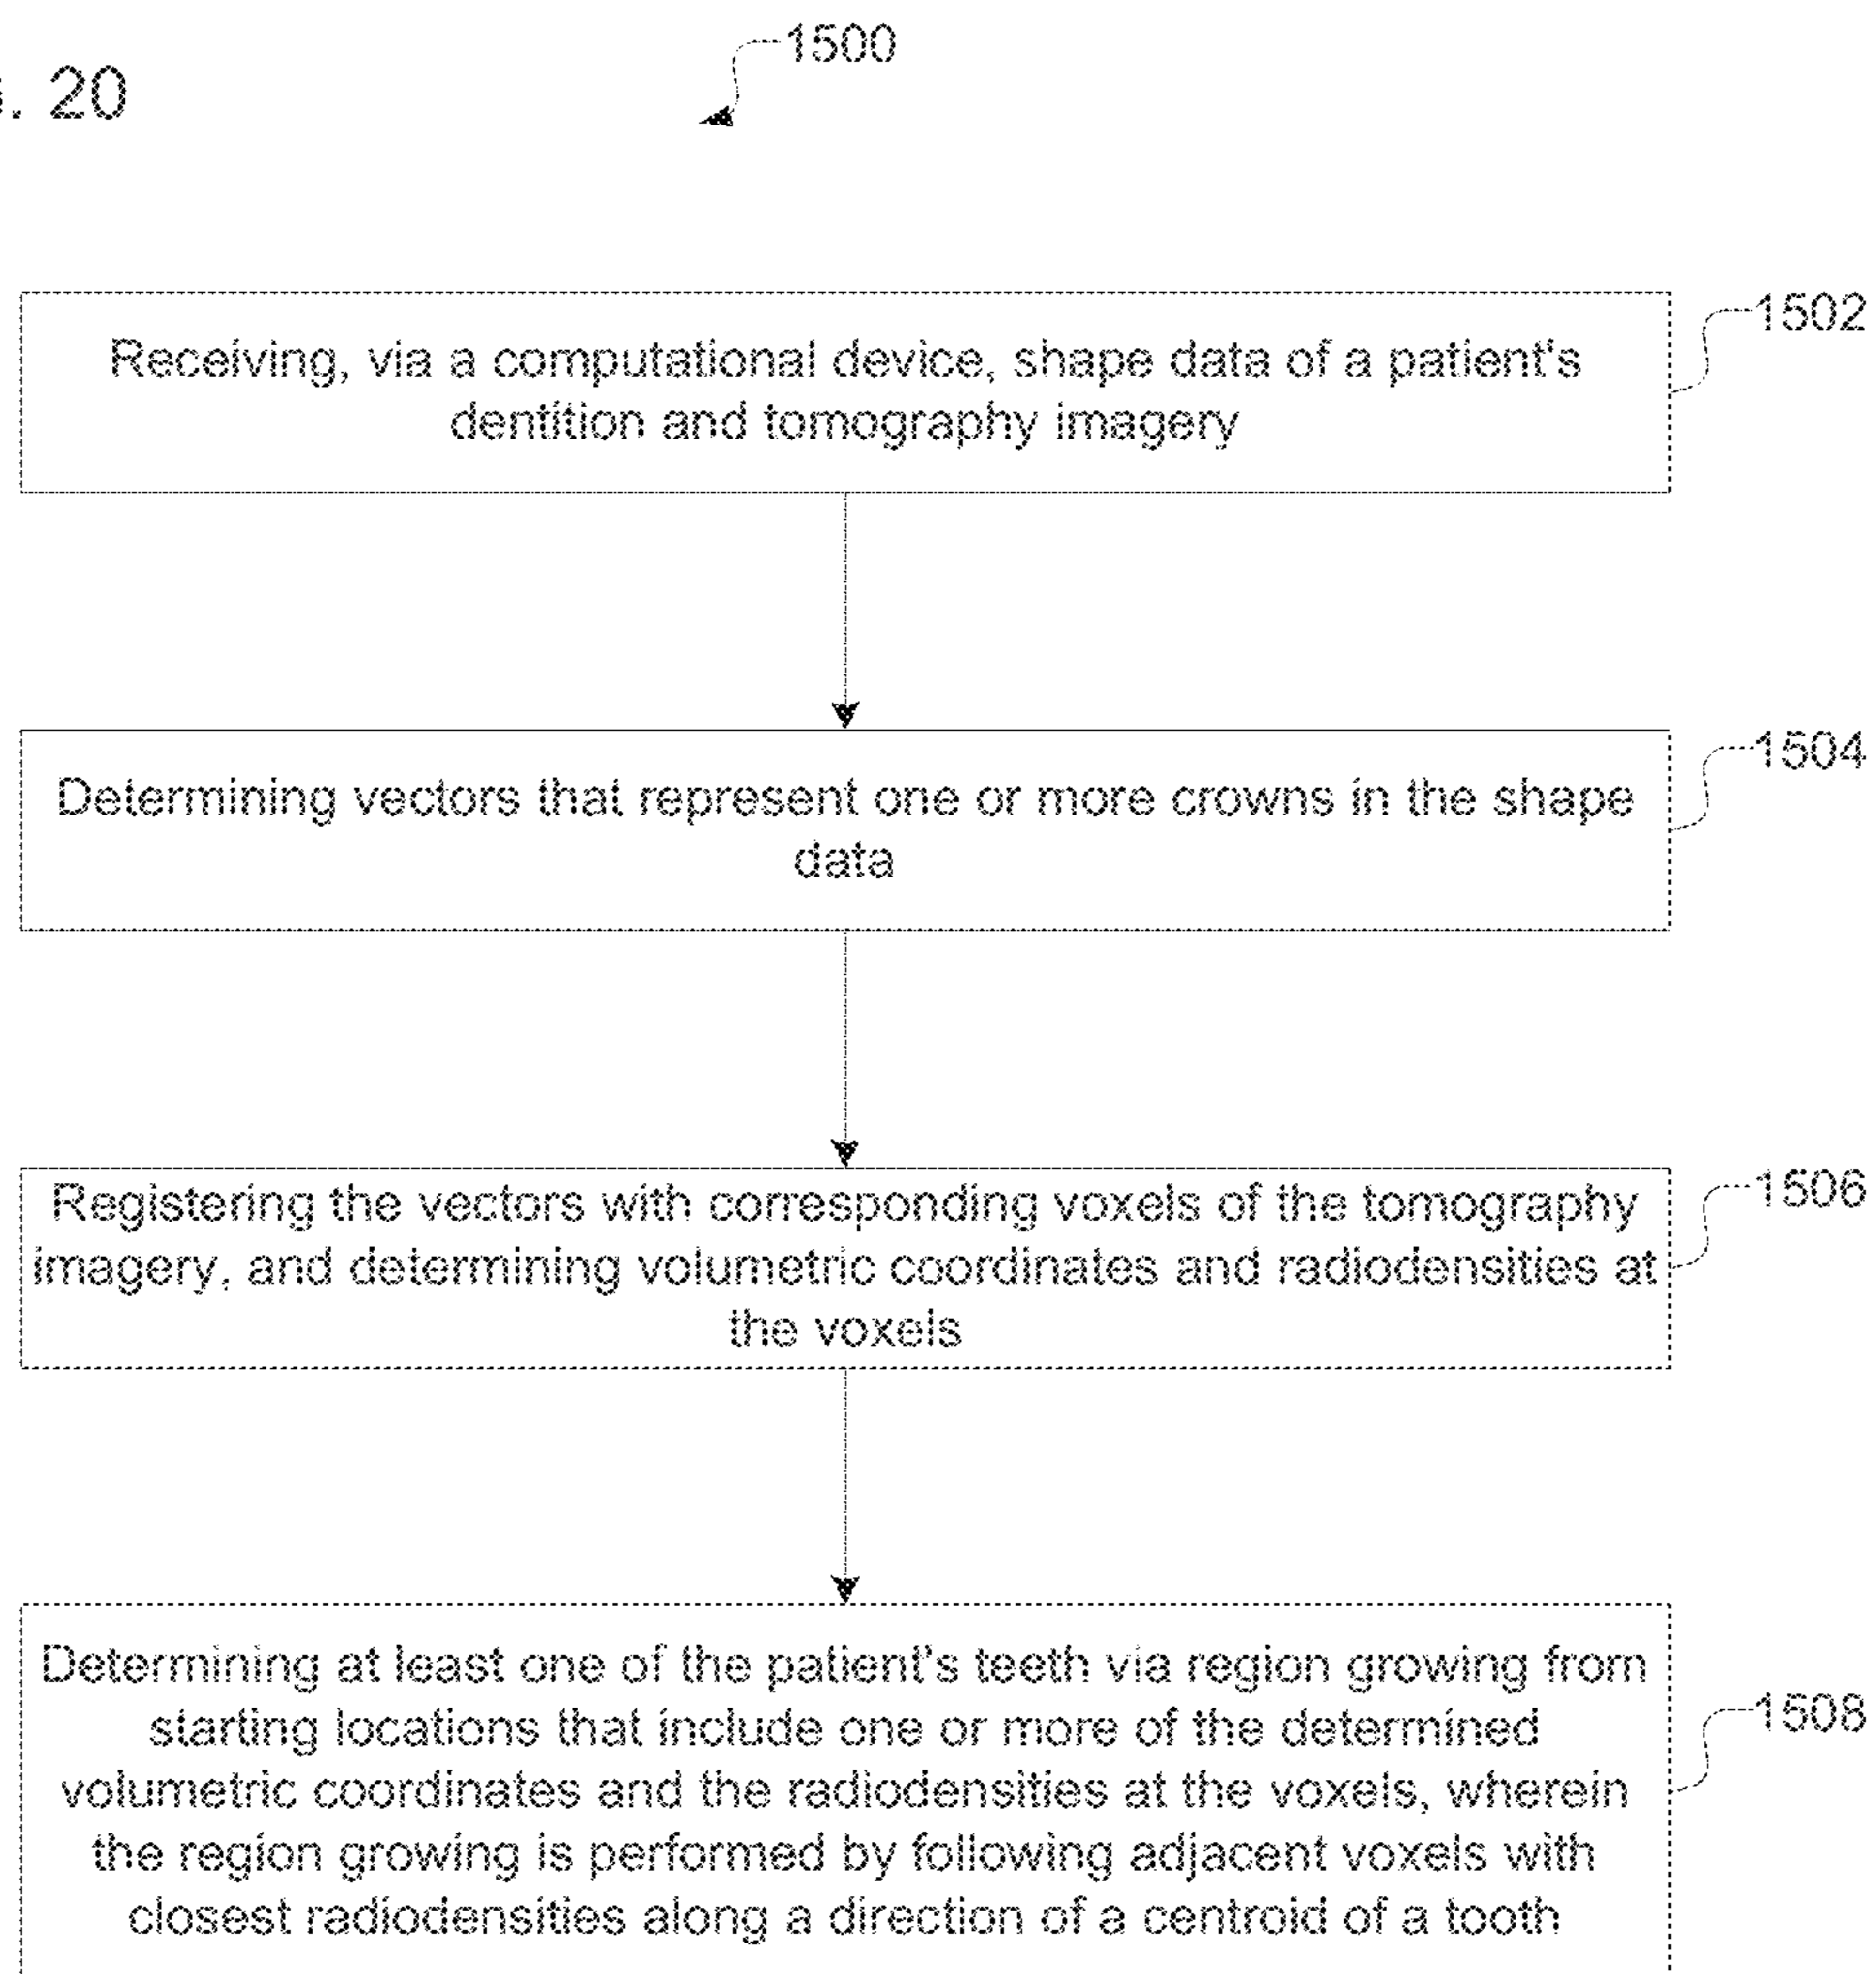 . 20
1500
1502
Receiving, via a computational device, shape data of a patient's
dentition and tomography imagery
1504
Determining vectors that represent one or more crowns in the shape
data
1506
Registering the vectors with corresponding voxels of the tomography
imagery, and determining volumetric coordinates and radiodensities at
the voxels
1508
Determining at least one of the patient's teeth via region growing from
starting locations that include one or more of the determined
volumetric coordinates and the radiodensities at the voxels, wherein
the region growing is performed by following adjacent voxels with
closest radiodensities along a direction of a centroid of a tooth